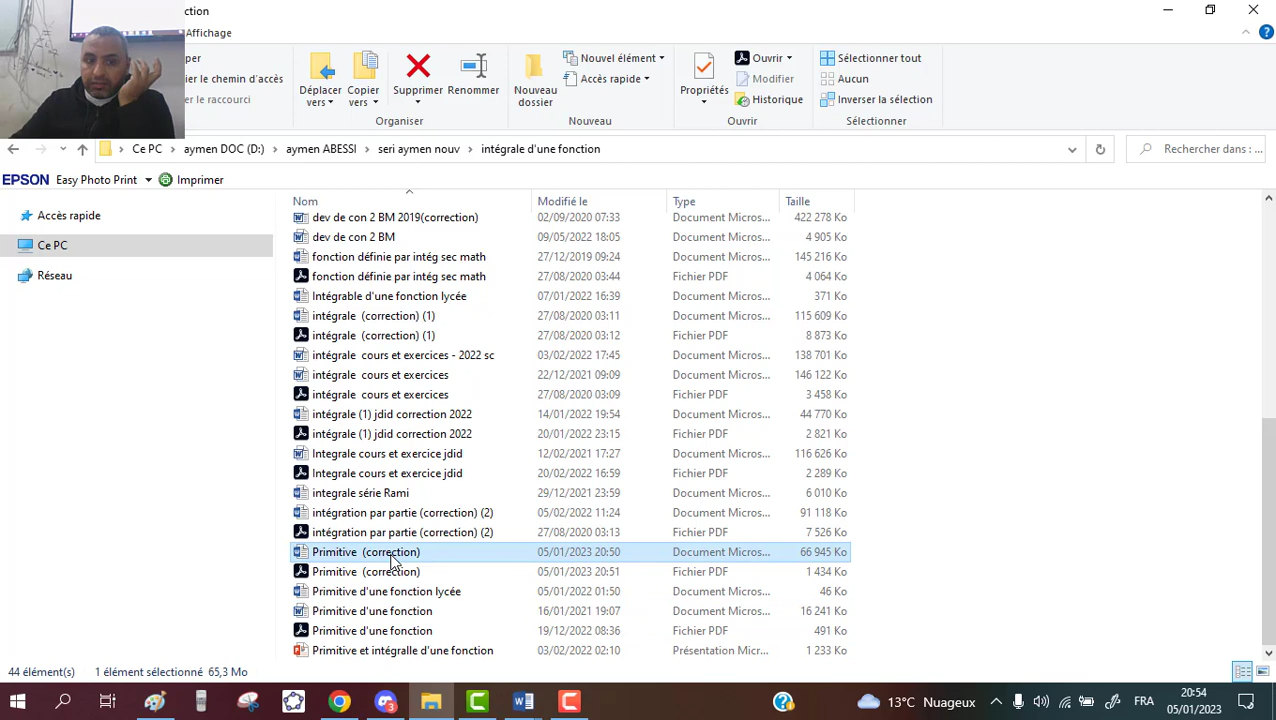 ction
Affichage
per
ier le chemin d'accès
er le raccourci
Déplacer vers
Copier vers
Supprimer
Renommer
Organiser
Nouveau dossier
Nouvel élément
Accès rapide
Nouveau
Propriétés
Ouvrir
Modifier
Historique
Ouvrir
Sélectionner tout
Aucun
Inverser la sélection
Sélectionner
Ce PC > aymen DOC (D:) > aymen ABESSI > seri aymen nouv > intégrale d'une fonction
Rechercher dans : ...
EPSON Easy Photo Print Imprimer
Accès rapide
Ce PC
Réseau
Nom Modifié le Type Taille
dev de con 2 BM 2019(correction) 02/09/2020 07:33 Document Micros... 422 278 Ko
dev de con 2 BM 09/05/2022 18:05 Document Micros... 4 905 Ko
fonction définie par intég sec math 27/12/2019 09:24 Document Micros... 145 216 Ko
fonction définie par intég sec math 27/08/2020 03:44 Fichier PDF 4 064 Ko
Intégrable d'une fonction lycée 07/01/2022 16:39 Document Micros... 371 Ko
intégrale (correction) (1) 27/08/2020 03:11 Document Micros... 115 609 Ko
intégrale (correction) (1) 27/08/2020 03:12 Fichier PDF 8 873 Ko
intégrale cours et exercices - 2022 sc 03/02/2022 17:45 Document Micros... 138 701 Ko
intégrale cours et exercices 22/12/2021 09:09 Document Micros... 146 122 Ko
intégrale cours et exercices 27/08/2020 03:09 Fichier PDF 3 458 Ko
intégrale (1) jdid correction 2022 14/01/2022 19:54 Document Micros... 44 770 Ko
intégrale (1) jdid correction 2022 20/01/2022 23:15 Fichier PDF 2 821 Ko
Integrale cours et exercice jdid 12/02/2021 17:27 Document Micros... 116 626 Ko
Integrale cours et exercice jdid 20/02/2022 16:59 Fichier PDF 2 289 Ko
integrale série Rami 29/12/2021 23:59 Document Micros... 6 010 Ko
intégration par partie (correction) (2) 05/02/2022 11:24 Document Micros... 91 118 Ko
intégration par partie (correction) (2) 27/08/2020 03:13 Fichier PDF 7 526 Ko
Primitive (correction) 05/01/2023 20:50 Document Micros... 66 945 Ko
Primitive (correction) 05/01/2023 20:51 Fichier PDF 1 434 Ko
Primitive d'une fonction lycée 05/01/2022 01:50 Document Micros... 46 Ko
Primitive d'une fonction 16/01/2021 19:07 Document Micros... 16 241 Ko
Primitive d'une fonction 19/12/2022 08:36 Fichier PDF 491 Ko
Primitive et intégralle d'une fonction 03/02/2022 02:10 Présentation Micr... 1 233 Ko
44 élément(s) 1 élément sélectionné 65,3 Mo
13°C Nuageux FRA 20:54
05/01/2023